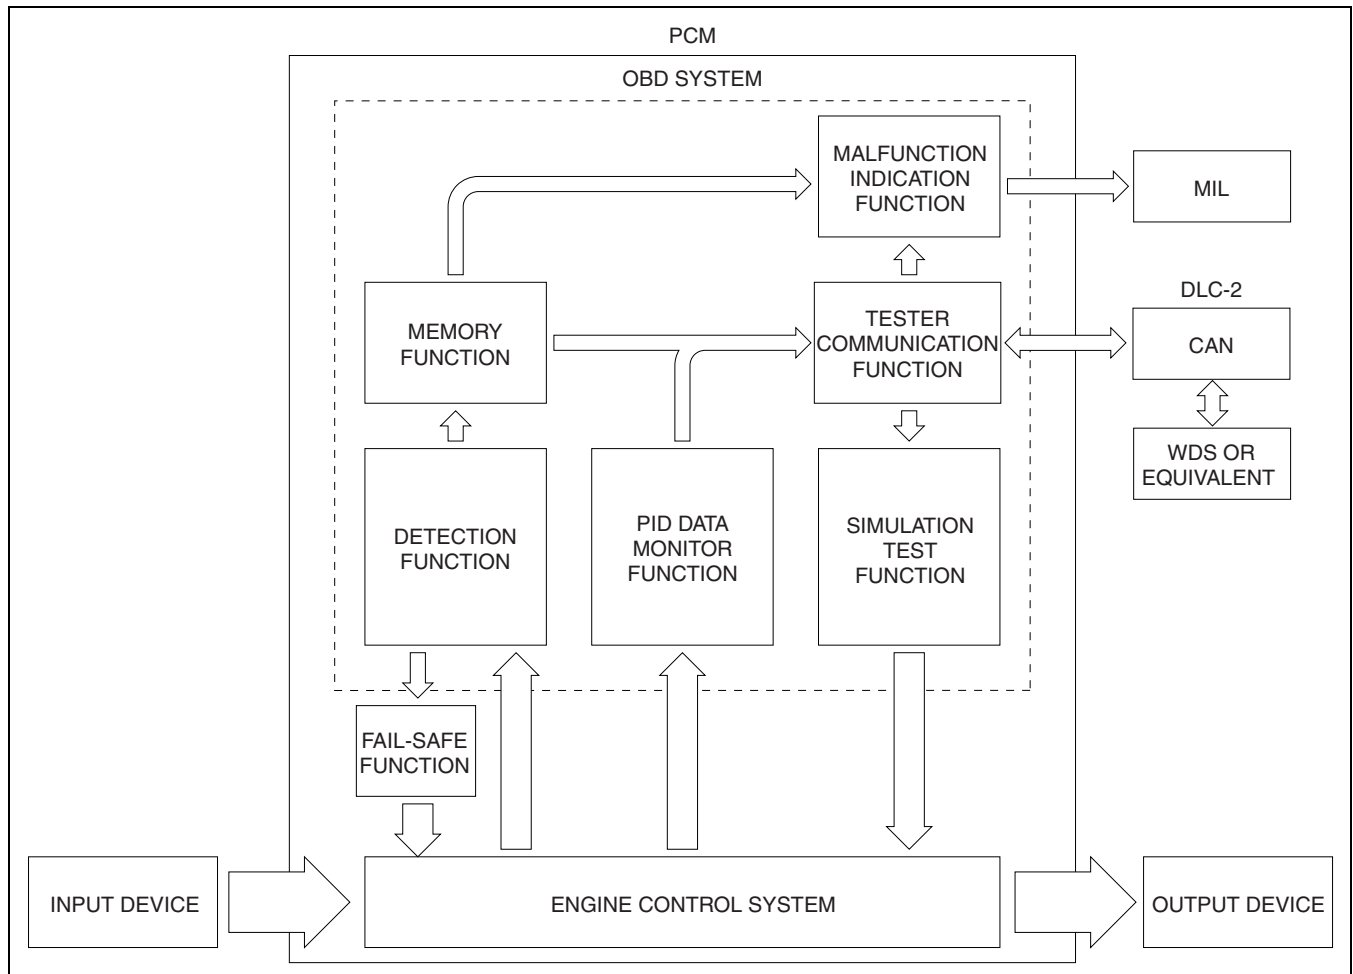 PCM
OBD SYSTEM
MALFUNCTION
INDICATION
FUNCTION
MIL
DLC-2
MEMORY
FUNCTION
TESTER
COMMUNICATION
FUNCTION
CAN
WDS OR
EQUIVALENT
DETECTION
FUNCTION
PID DATA
MONITOR
FUNCTION
SIMULATION
TEST
FUNCTION
FAIL-SAFE
FUNCTION
INPUT DEVICE
ENGINE CONTROL SYSTEM
OUTPUT DEVICE